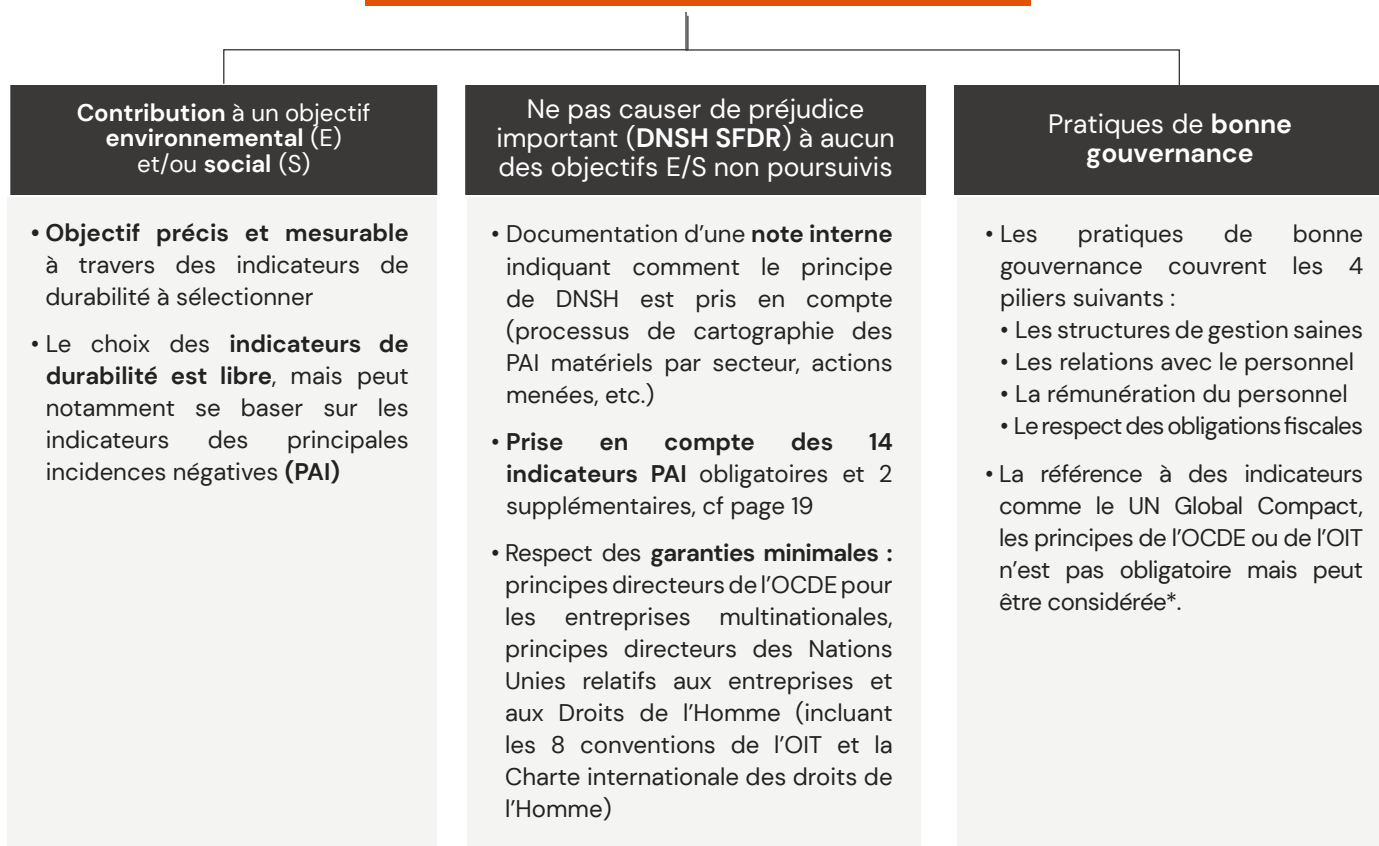 Contribution à un objectif
environnemental (E)
et/ou social (S)
• Objectif précis et mesurable
à travers des indicateurs de
durabilité à sélectionner
• Le choix des indicateurs de
durabilité est libre, mais peut
notamment se baser sur les
indicateurs des principales
incidences négatives (PAI)
Ne pas causer de préjudice
important (DNSH SFDR) à aucun
des objectifs E/S non poursuivis
• Documentation d’une note interne
indiquant comment le principe
de DNSH est pris en compte
(processus de cartographie des
PAI matériels par secteur, actions
menées, etc.)
• Prise en compte des 14
indicateurs PAI obligatoires et 2
supplémentaires, cf page 19
• Respect des garanties minimales :
principes directeurs de l’OCDE pour
les entreprises multinationales,
principes directeurs des Nations
Unies relatifs aux entreprises et
aux Droits de l’Homme (incluant
les 8 conventions de l’OIT et la
Charte internationale des droits de
l’Homme)
Pratiques de bonne
gouvernance
• Les pratiques de bonne
gouvernance couvrent les 4
piliers suivants :
• Les structures de gestion saines
• Les relations avec le personnel
• La rémunération du personnel
• Le respect des obligations fiscales
• La référence à des indicateurs
comme le UN Global Compact,
les principes de l’OCDE ou de l’OIT
n’est pas obligatoire mais peut
être considérée*.